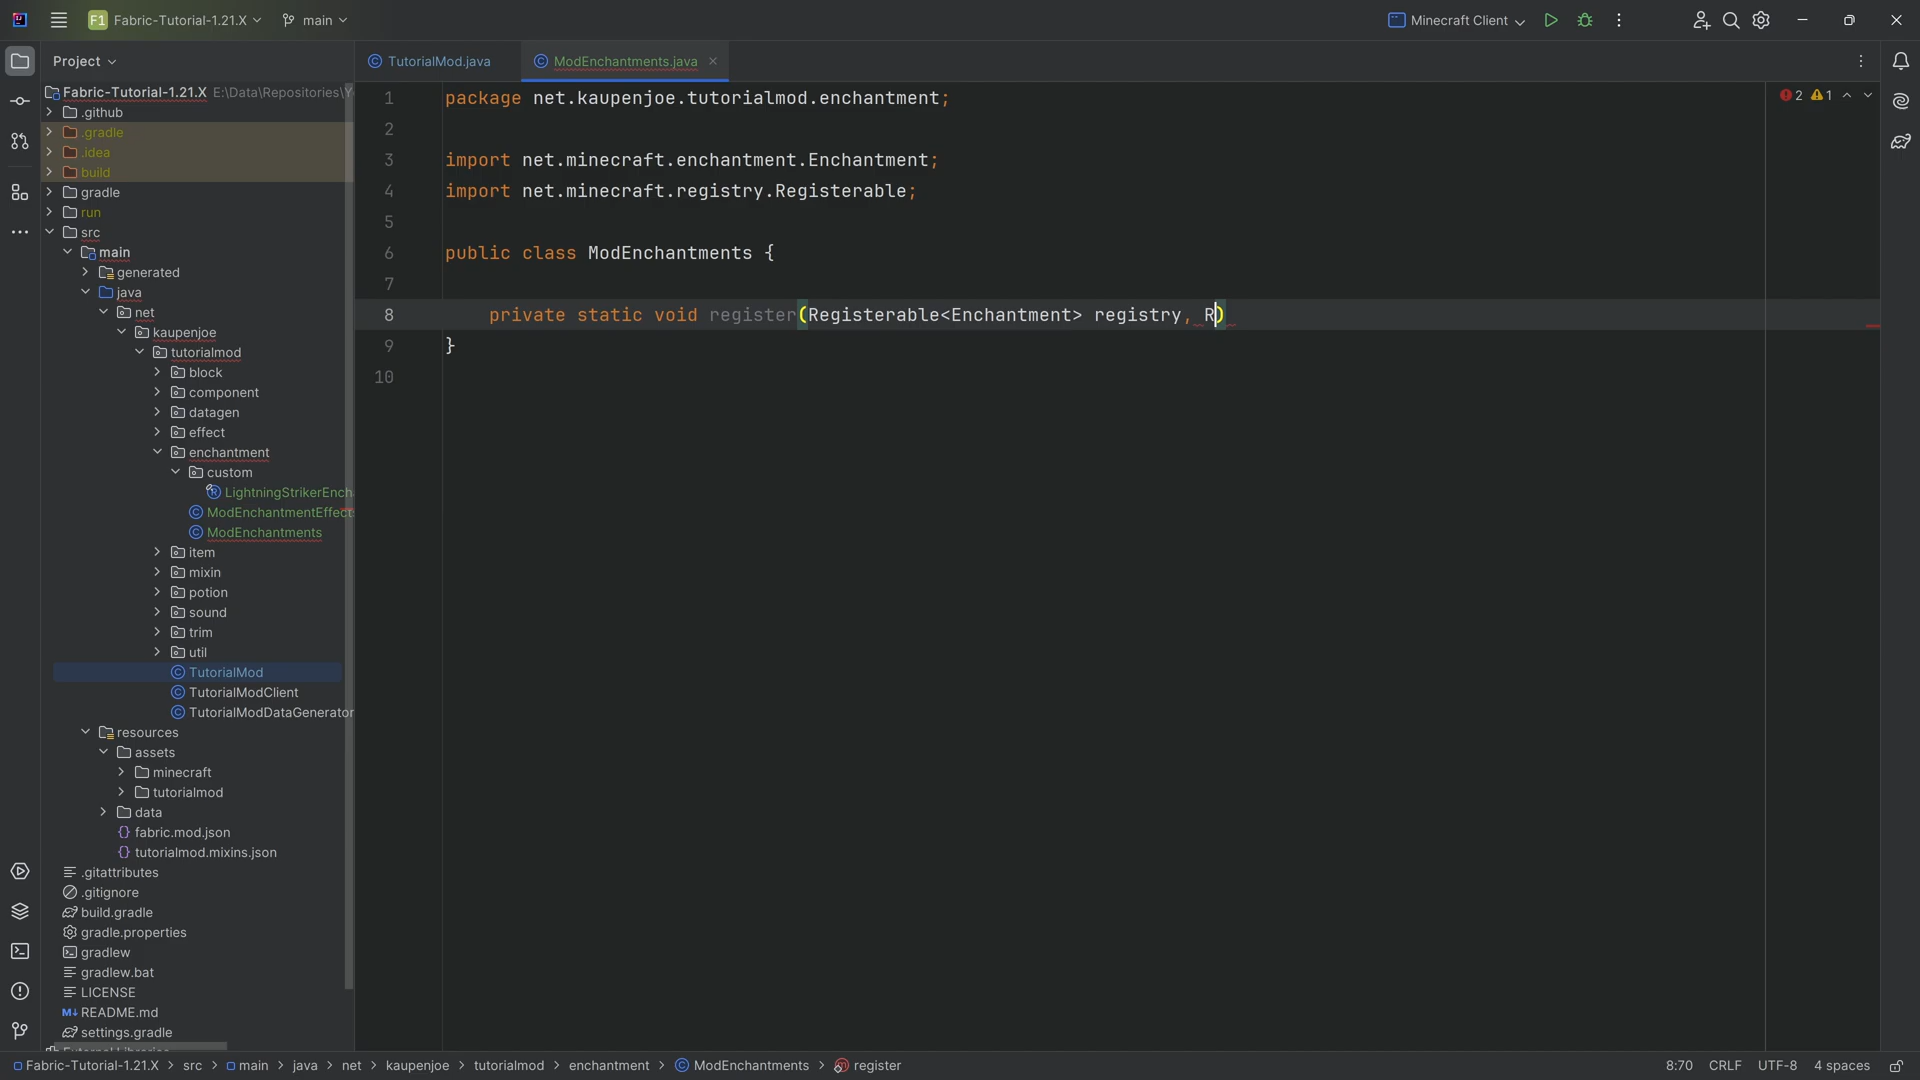 F1 Fabric-Tutorial-1.21.X main Minecraft Client
Project
TutorialMod.java
ModEnchantments.java
Fabric-Tutorial-1.21.X E:\Data\Repositories\Y
.github
.gradle
.idea
build
gradle
run
src
main
generated
java
net
kaupenjoe
tutorialmod
block
component
datagen
effect
enchantment
custom
LightningStrikerEncha
ModEnchantmentEffects
ModEnchantments
item
mixin
potion
sound
trim
util
TutorialMod
TutorialModClient
TutorialModDataGenerator
resources
assets
minecraft
tutorialmod
data
fabric.mod.json
tutorialmod.mixins.json
.gitattributes
.gitignore
build.gradle
gradle.properties
gradlew
gradlew.bat
LICENSE
README.md
settings.gradle
2 1
1 package net.kaupenjoe.tutorialmod.enchantment;
2
3 import net.minecraft.enchantment.Enchantment;
4 import net.minecraft.registry.Registerable;
5
6 public class ModEnchantments {
7
8 private static void register(Registerable<Enchantment> registry, R)
9 }
10
Fabric-Tutorial-1.21.X > src > main > java > net > kaupenjoe > tutorialmod > enchantment > ModEnchantments > register
8:70 CRLF UTF-8 4 spaces